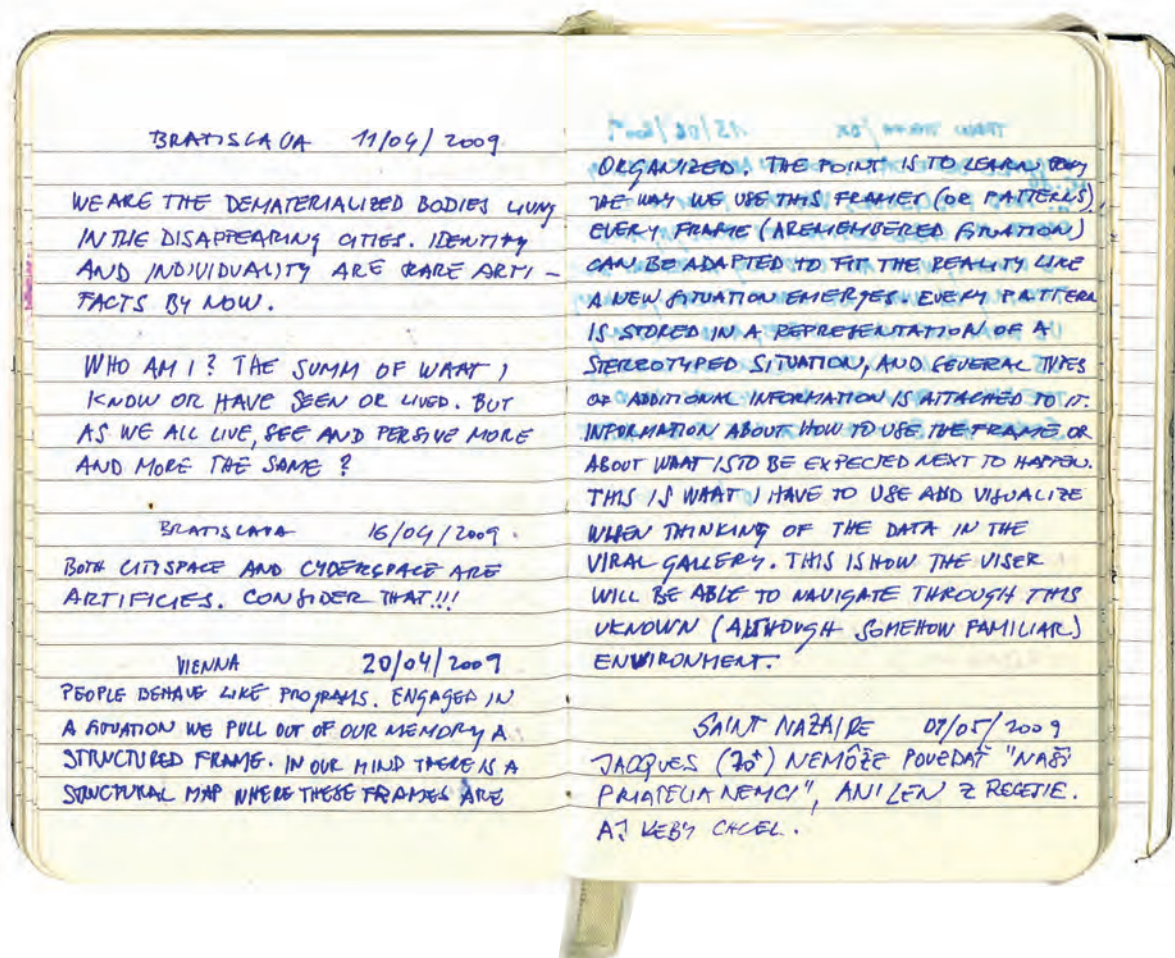 BRATISLAVA 11/04/2009
WE ARE THE DEMATERIALIZED BODIES LIVING
IN THE DISAPPEARING CITIES. IDENTITY
AND INDIVIDUALITY ARE RARE ARTI-
FACTS BY NOW.
WHO AM I? THE SUMM OF WHAT I
KNOW OR HAVE SEEN OR LIVED. BUT
AS WE ALL LIVE, SEE AND PERSIVE MORE
AND MORE THE SAME?
BRATISLAVA 16/04/2009.
BOTH CITYSPACE AND CYBERSPACE ARE
ARTIFICIES. CONSIDER THAT!!!
VIENNA 20/04/2009
PEOPLE BEHAVE LIKE PROGRAMS. ENGAGED IN
A SITUATION WE PULL OUT OF OUR MEMORY A
STRUCTURED FRAME. IN OUR MIND THERE IS A
STRUCTURAL MAP WHERE THESE FRAMES ARE
ORGANIZED. THE POINT IS TO LEARN
THE WAY WE USE THIS FRAMES (OR PATTERNS),
EVERY FRAME (A REMEMBERED SITUATION)
CAN BE ADAPTED TO FIT THE REALITY LIKE
A NEW SITUATION EMERGES. EVERY PATTERN
IS STORED IN A REPRESENTATION OF A
STEREOTYPED SITUATION, AND SEVERAL TYPES
OF ADDITIONAL INFORMATION IS ATTACHED TO IT.
INFORMATION ABOUT HOW TO USE THE FRAME OR
ABOUT WHAT IS TO BE EXPECTED NEXT TO HAPPEN.
THIS IS WHAT I HAVE TO USE AND VISUALIZE
WHEN THINKING OF THE DATA IN THE
VIRAL GALLERY. THIS IS HOW THE VISER
WILL BE ABLE TO NAVIGATE THROUGH THIS
UKNOWN (ALTHOUGH SOMEHOW FAMILIAR)
ENVIRONMENT.
SAINT NAZAIRE 07/05/2009
JACQUES (70+) NEMÔŽE POVEDAŤ "NAŠI
PRIATELIA NEMCI", ANI LEN Z RECESIE.
AJ KEBY CHCEL.